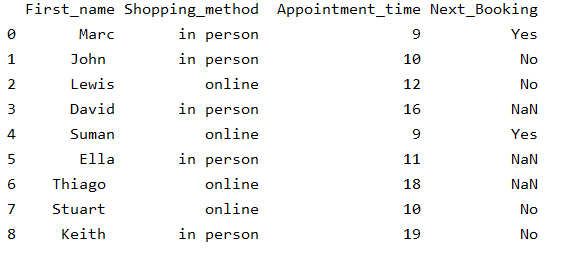 First_name Shopping_method Appointment_time Next_Booking
0 Marc in person 9 Yes
1 John in person 10 No
2 Lewis online 12 No
3 David in person 16 NaN
4 Suman online 9 Yes
5 Ella in person 11 NaN
6 Thiago online 18 NaN
7 Stuart online 10 No
8 Keith in person 19 No